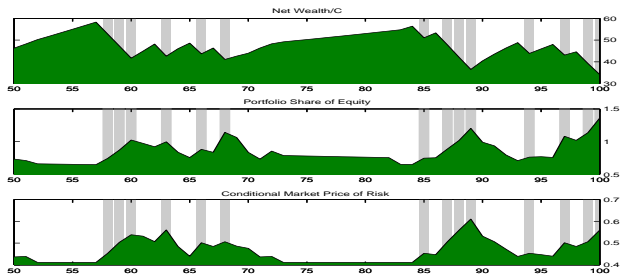 Net Wealth/C
60
50
40
30
50 55 60 65 70 75 80 85 90 95 100
Portfolio Share of Equity
1.5
1
0.5
50 55 60 65 70 75 80 85 90 95 100
Conditional Market Price of Risk
0.7
0.6
0.5
0.4
50 55 60 65 70 75 80 85 90 95 100